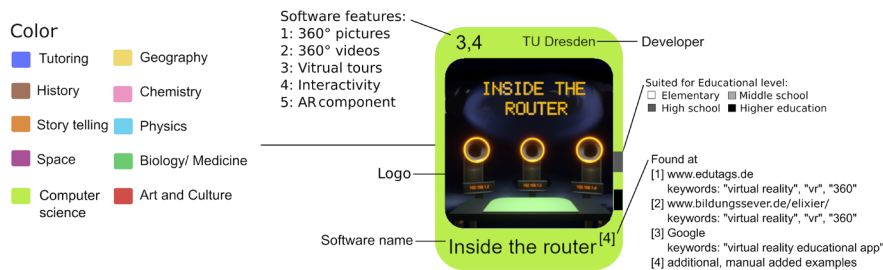 Color
Tutoring
History
Story telling
Space
Computer
science
Geography
Chemistry
Physics
Biology/ Medicine
Art and Culture
Software features:
1: 360° pictures
2: 360° videos
3: Vitrual tours
4: Interactivity
5: AR component
Logo
Software name
3,4
TU Dresden
INSIDE THE
ROUTER
Inside the router[4]
Developer
Suited for Educational level:
Elementary Middle school
High school Higher education
Found at
[1] www.edutags.de
keywords: "virtual reality", "vr", "360"
[2] www.bildungssever.de/elixier/
keywords: "virtual reality", "vr", "360"
[3] Google
keywords: "virtual reality educational app"
[4] additional, manual added examples